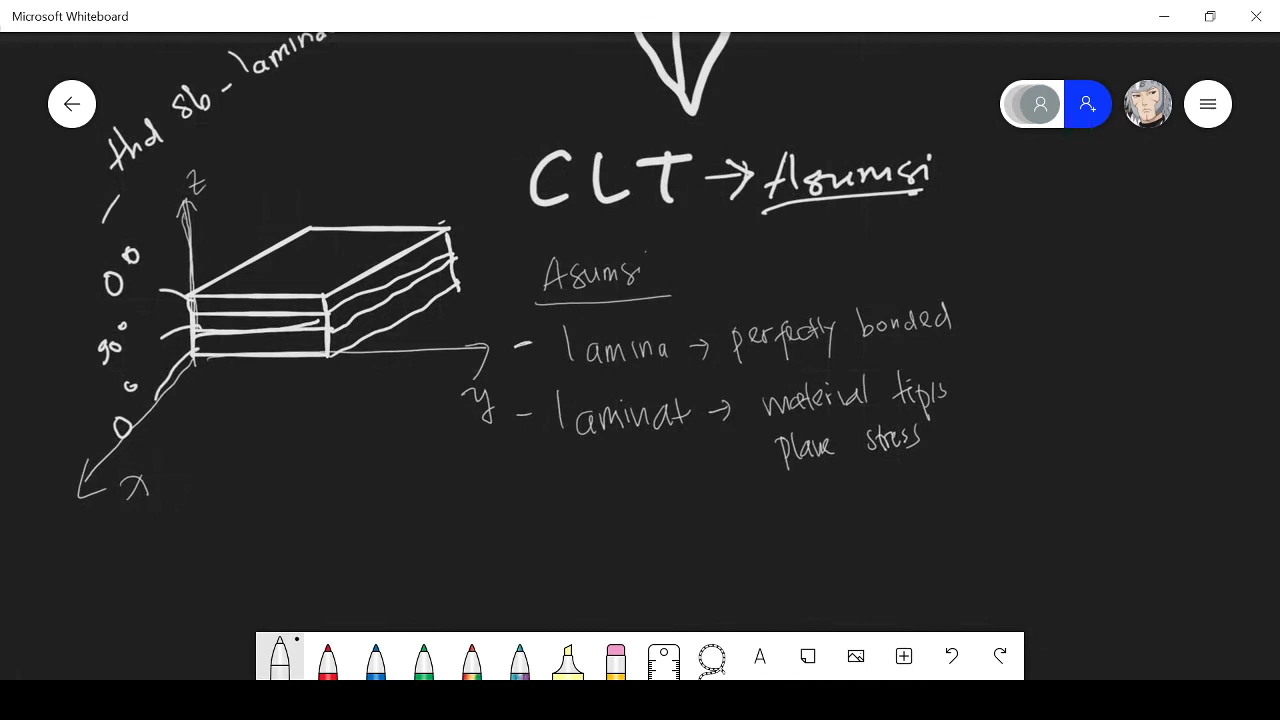 Microsoft Whiteboard
thd sb-lamina
CLT → Asumsi
z
0°
90°
0°
y
x
Asumsi
- lamina → perfectly bonded
- laminat → material tipis
plane stress
A